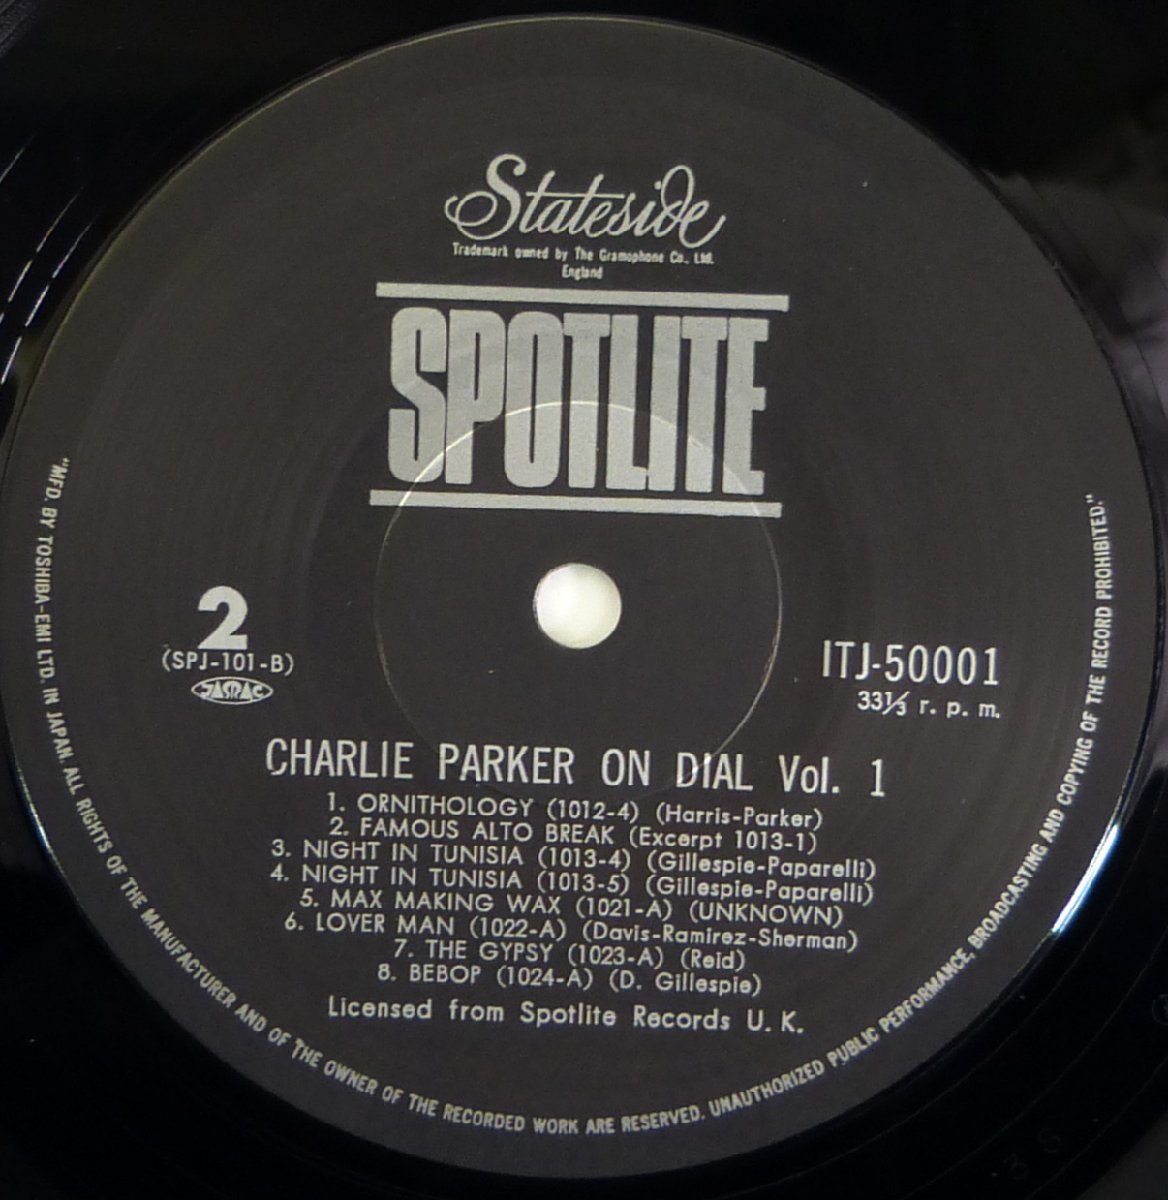 Stateside
Trademark owned by The Gramophone Co., Ltd.
England
SPOTLITE
2
(SPJ-101-B)
JASRAC
ITJ-50001
33⅓ r. p. m.
CHARLIE PARKER ON DIAL Vol. 1
1. ORNITHOLOGY (1012-4) (Harris-Parker)
2. FAMOUS ALTO BREAK (Excerpt 1013-1)
3. NIGHT IN TUNISIA (1013-4) (Gillespie-Paparelli)
4. NIGHT IN TUNISIA (1013-5) (Gillespie-Paparelli)
5. MAX MAKING WAX (1021-A) (UNKNOWN)
6. LOVER MAN (1022-A) (Davis-Ramirez-Sherman)
7. THE GYPSY (1023-A) (Reid)
8. BEBOP (1024-A) (D. Gillespie)
Licensed from Spotlite Records U. K.
"MFD. BY TOSHIBA-EMI LTD. IN JAPAN. ALL RIGHTS OF THE MANUFACTURER AND OF THE OWNER OF THE RECORDED WORK ARE RESERVED. UNAUTHORIZED PUBLIC PERFORMANCE, BROADCASTING AND COPYING OF THE RECORD PROHIBITED."